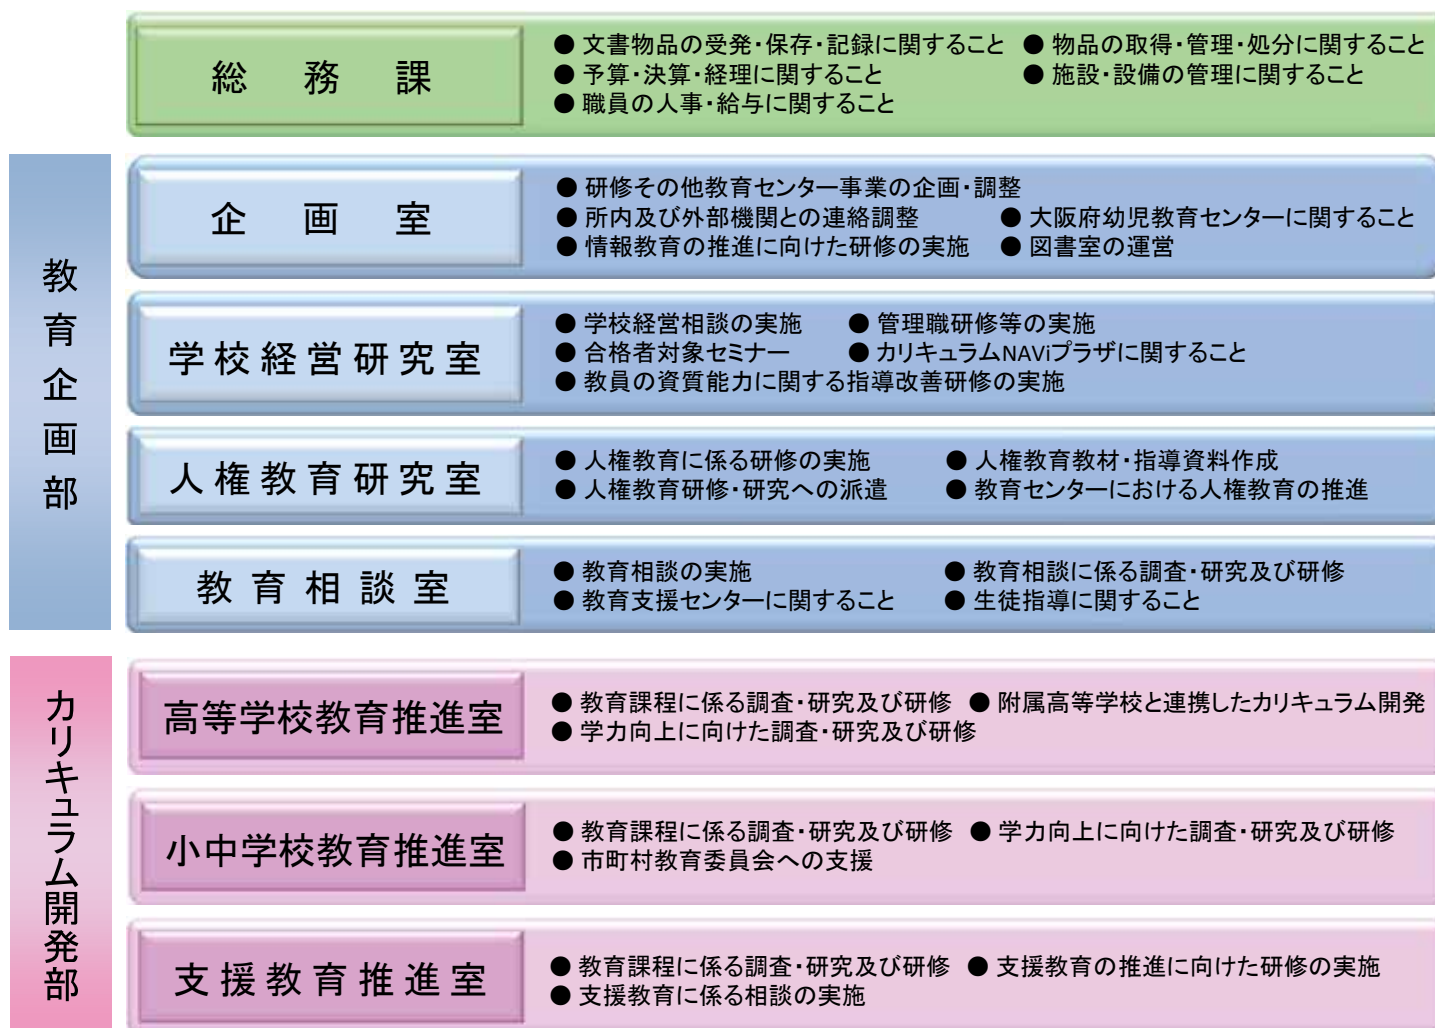 総務課
● 文書物品の受発・保存・記録に関すること ● 物品の取得・管理・処分に関すること
● 予算・決算・経理に関すること ● 施設・設備の管理に関すること
● 職員の人事・給与に関すること
教育企画部
企画室
● 研修その他教育センター事業の企画・調整
● 所内及び外部機関との連絡調整 ● 大阪府幼児教育センターに関すること
● 情報教育の推進に向けた研修の実施 ● 図書室の運営
学校経営研究室
● 学校経営相談の実施 ● 管理職研修等の実施
● 合格者対象セミナー ● カリキュラムNAViプラザに関すること
● 教員の資質能力に関する指導改善研修の実施
人権教育研究室
● 人権教育に係る研修の実施 ● 人権教育教材・指導資料作成
● 人権教育研修・研究への派遣 ● 教育センターにおける人権教育の推進
教育相談室
● 教育相談の実施 ● 教育相談に係る調査・研究及び研修
● 教育支援センターに関すること ● 生徒指導に関すること
カリキュラム開発部
高等学校教育推進室
● 教育課程に係る調査・研究及び研修 ● 附属高等学校と連携したカリキュラム開発
● 学力向上に向けた調査・研究及び研修
小中学校教育推進室
● 教育課程に係る調査・研究及び研修 ● 学力向上に向けた調査・研究及び研修
● 市町村教育委員会への支援
支援教育推進室
● 教育課程に係る調査・研究及び研修 ● 支援教育の推進に向けた研修の実施
● 支援教育に係る相談の実施